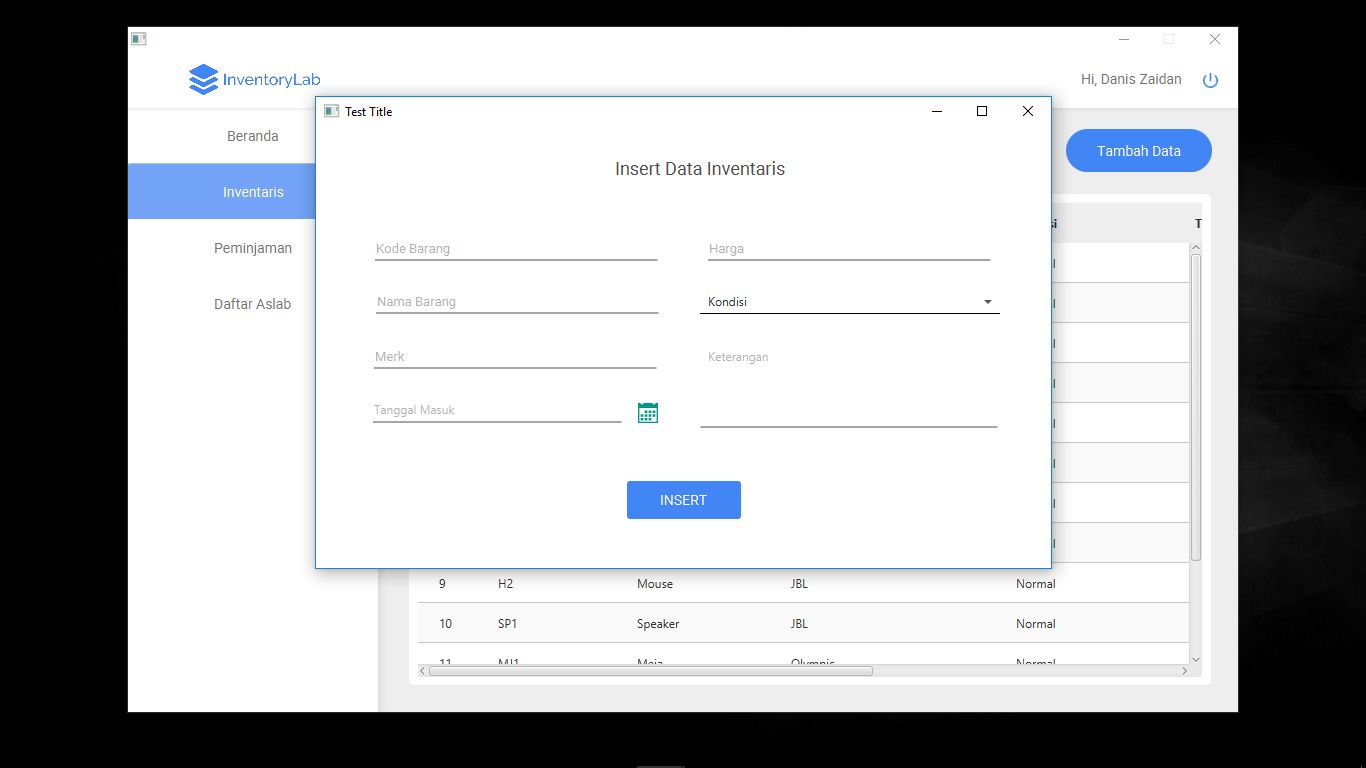 InventoryLab
Hi, Danis Zaidan
Test Title
Beranda
Inventaris
Peminjaman
Daftar Aslab
Tambah Data
Insert Data Inventaris
Kode Barang
Harga
Nama Barang
Kondisi
Merk
Keterangan
Tanggal Masuk
INSERT
9 H2 Mouse JBL Normal
10 SP1 Speaker JBL Normal
11 MJ1 Meja Olympic Normal